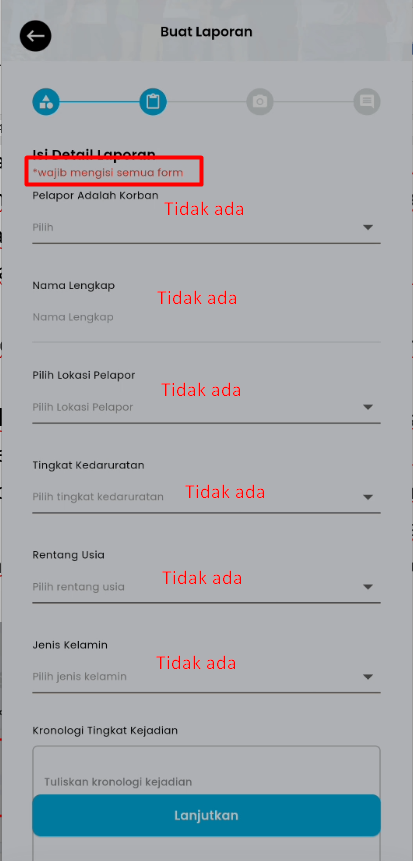 Buat Laporan
Isi Detail Laporan
*wajib mengisi semua form
Pelapor Adalah Korban
Tidak ada
Pilih
Nama Lengkap
Tidak ada
Nama Lengkap
Pilih Lokasi Pelapor
Tidak ada
Pilih Lokasi Pelapor
Tingkat Kedaruratan
Tidak ada
Pilih tingkat kedaruratan
Rentang Usia
Tidak ada
Pilih rentang usia
Jenis Kelamin
Tidak ada
Pilih jenis kelamin
Kronologi Tingkat Kejadian
Tuliskan kronologi kejadian
Lanjutkan